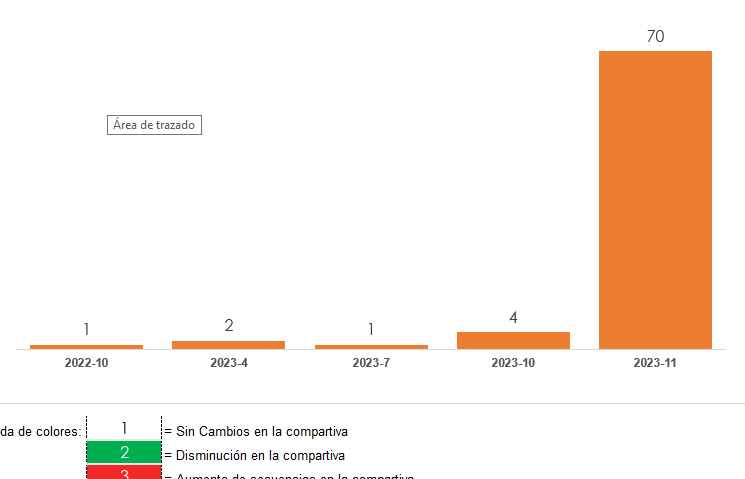 70
Área de trazado
1
2
1
4
2022-10 2023-4 2023-7 2023-10 2023-11
da de colores: 1 = Sin Cambios en la compartiva
2 = Disminución en la compartiva
3 = Aumento de secuencias en la compartiva